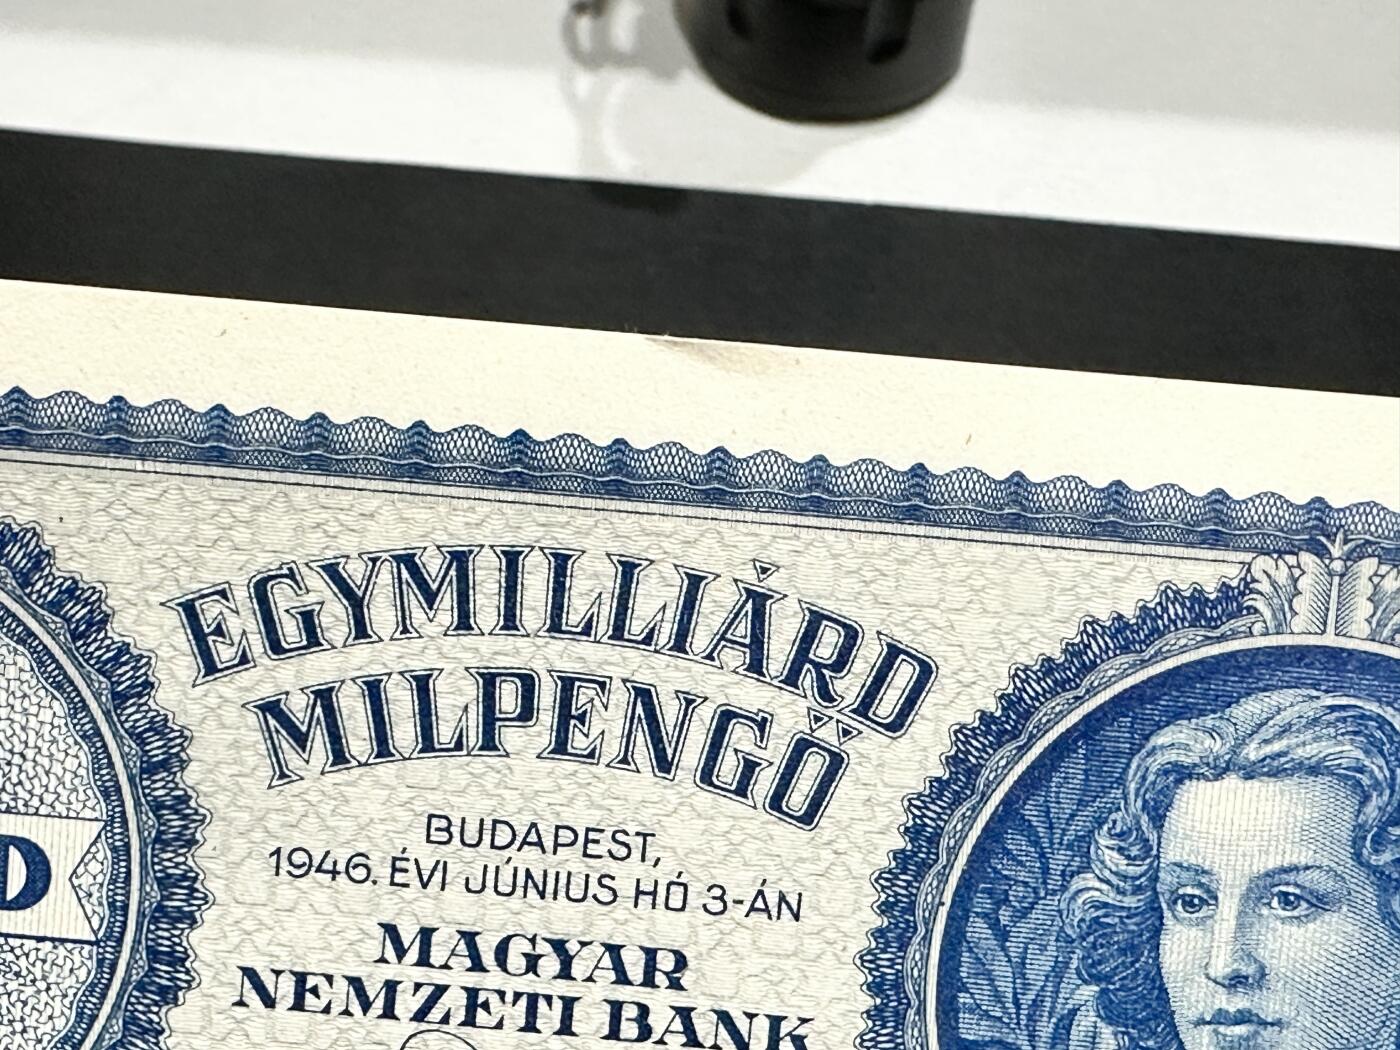 EGYMILLIÁRD
MILPENGŐ
BUDAPEST,
1946. ÉVI JÚNIUS HÓ 3-ÁN
MAGYAR
NEMZETI BANK
D